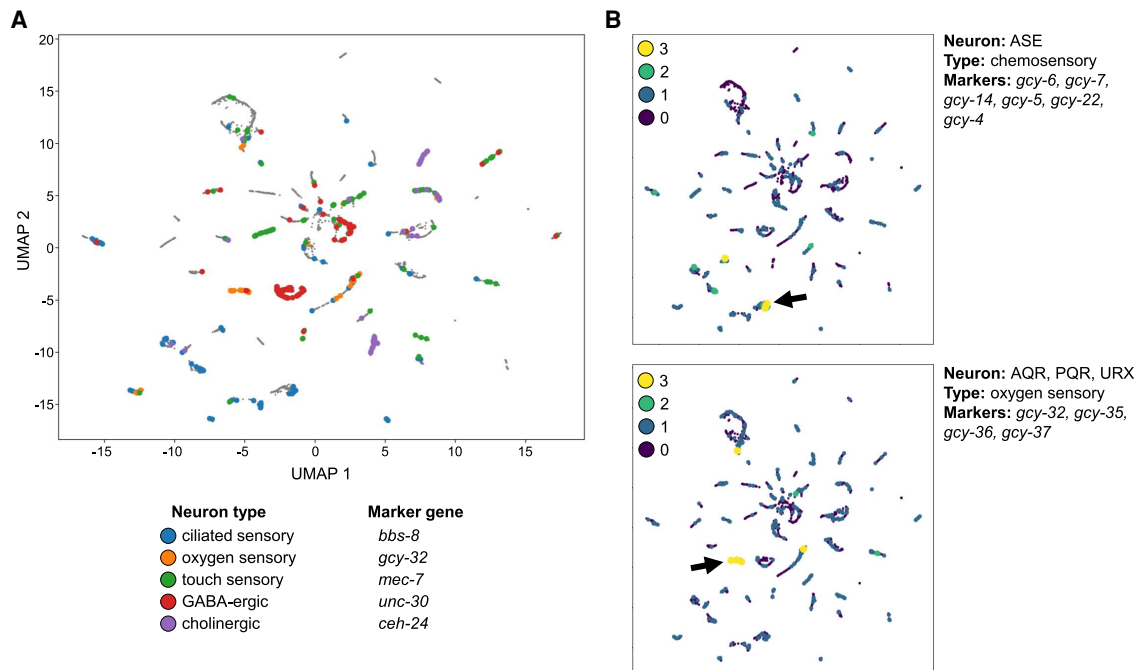 A
20
15
10
5
0
-5
-10
-15
UMAP 2
-15
-10
-5
0
5
10
15
UMAP 1
Neuron type
Marker gene
ciliated sensory
bbs-8
oxygen sensory
gcy-32
touch sensory
mec-7
GABA-ergic
unc-30
cholinergic
ceh-24
B
3
2
1
0
Neuron: ASE
Type: chemosensory
Markers: gcy-6, gcy-7,
gcy-14, gcy-5, gcy-22,
gcy-4
3
2
1
0
Neuron: AQR, PQR, URX
Type: oxygen sensory
Markers: gcy-32, gcy-35,
gcy-36, gcy-37